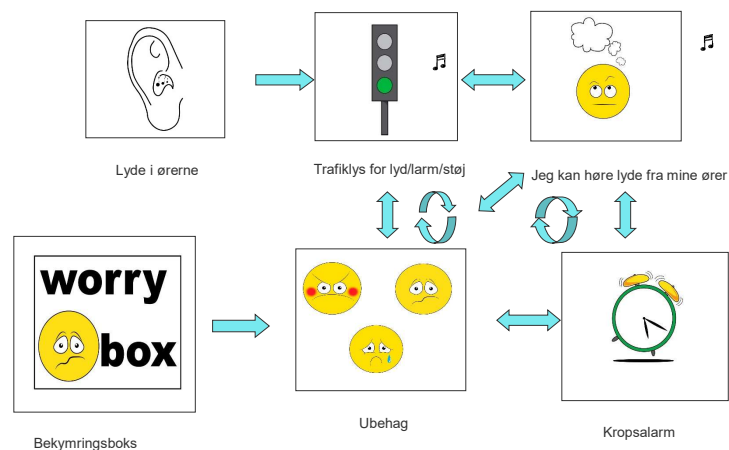 Lyde i ørerne
Trafiklys for lyd/larm/støj
Jeg kan høre lyde fra mine ører
worry
box
Bekymringsboks
Ubehag
Kropsalarm